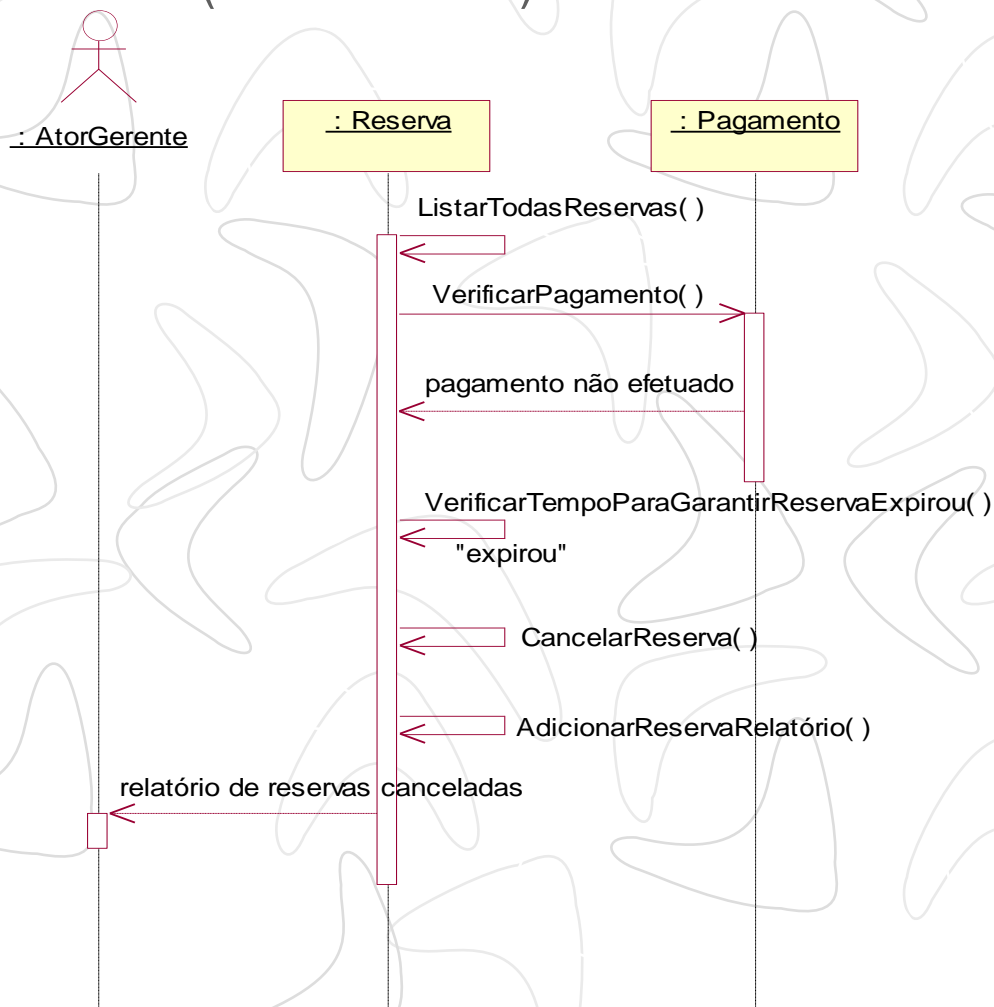 : AtorGerente
: Reserva
: Pagamento
ListarTodasReservas( )
VerificarPagamento( )
pagamento não efetuado
VerificarTempoParaGarantirReservaExpirou( )
"expirou"
CancelarReserva( )
AdicionarReservaRelatório( )
relatório de reservas canceladas